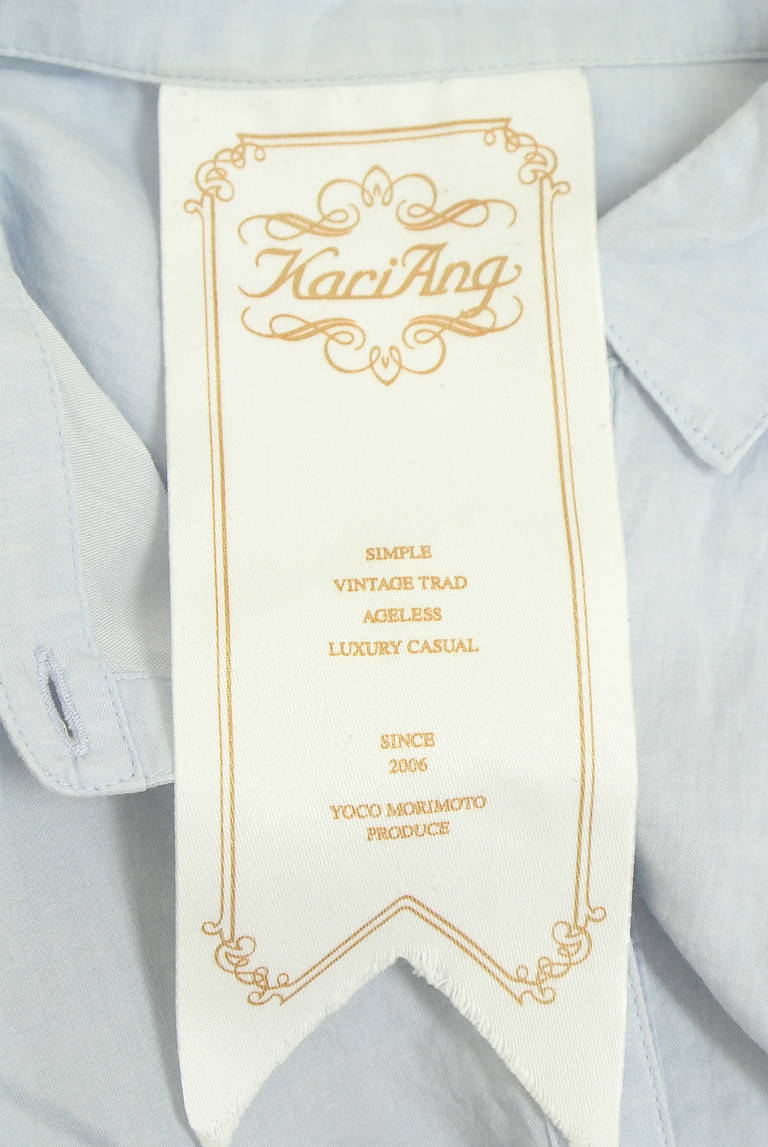 KariAng
SIMPLE
VINTAGE TRAD
AGELESS
LUXURY CASUAL
SINCE
2006
YOCO MORIMOTO
PRODUCE